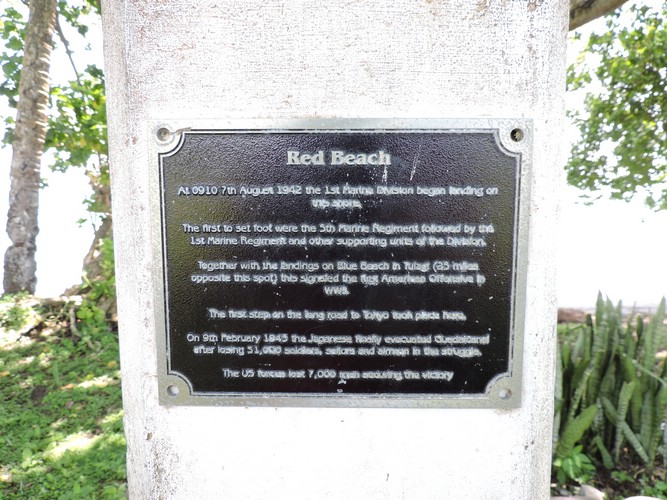 Red Beach
At 0910 7th August 1942 the 1st Marine Division began landing on
this shore.
The first to set foot were the 5th Marine Regiment followed by the
1st Marine Regiment and other supporting units of the Division.
Together with the landings on Blue Beach in Tulagi (25 miles
opposite this spot) this signaled the first American Offensive in
WWII.
The first step on the long road to Tokyo took place here.
On 9th February 1943 the Japanese finally evacuated Guadalcanal
after losing 31,000 soldiers, sailors and airmen in the struggle.
The US forces lost 7,000 men securing the victory